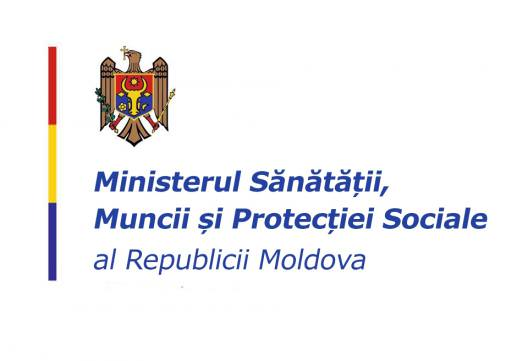 Ministerul Sănătății,
Muncii și Protecției Sociale
al Republicii Moldova